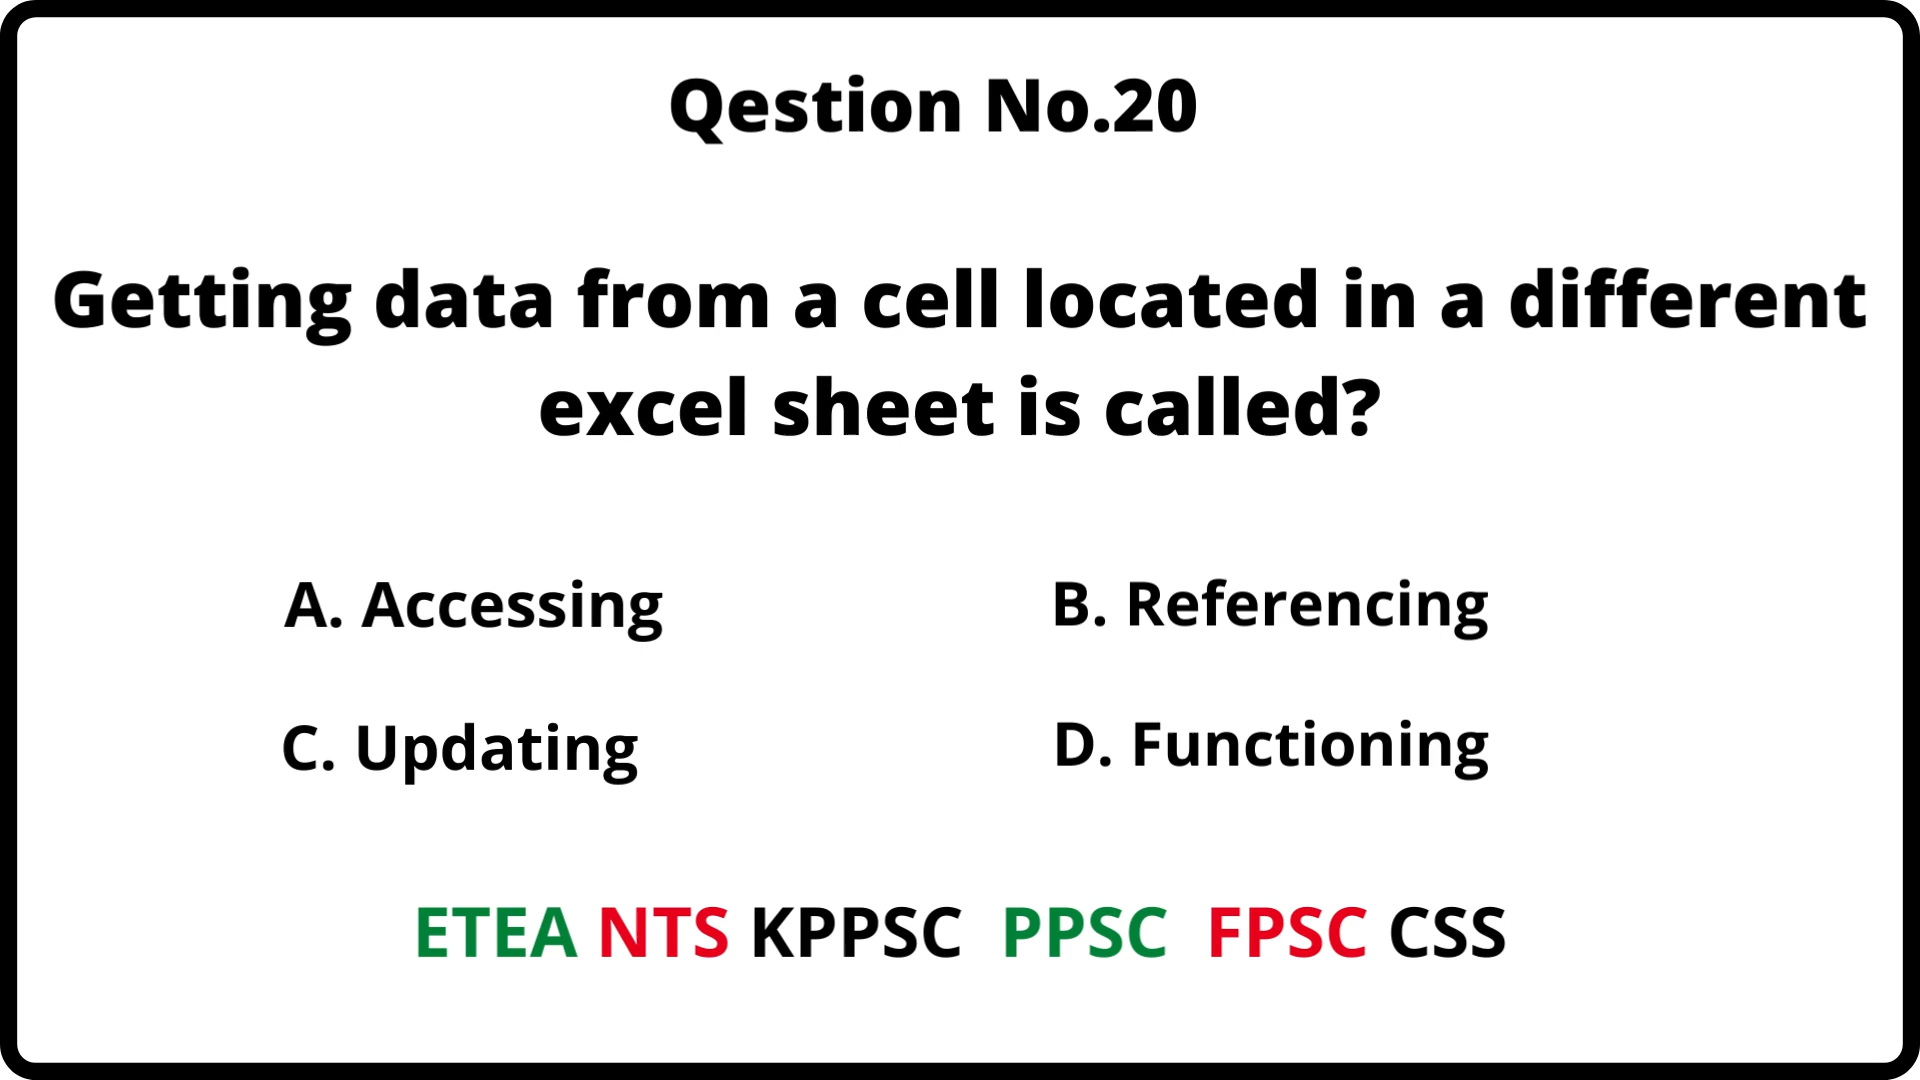 Qestion No.20
Getting data from a cell located in a different
excel sheet is called?
A. Accessing
B. Referencing
C. Updating
D. Functioning
ETEA NTS KPPSC PPSC FPSC CSS